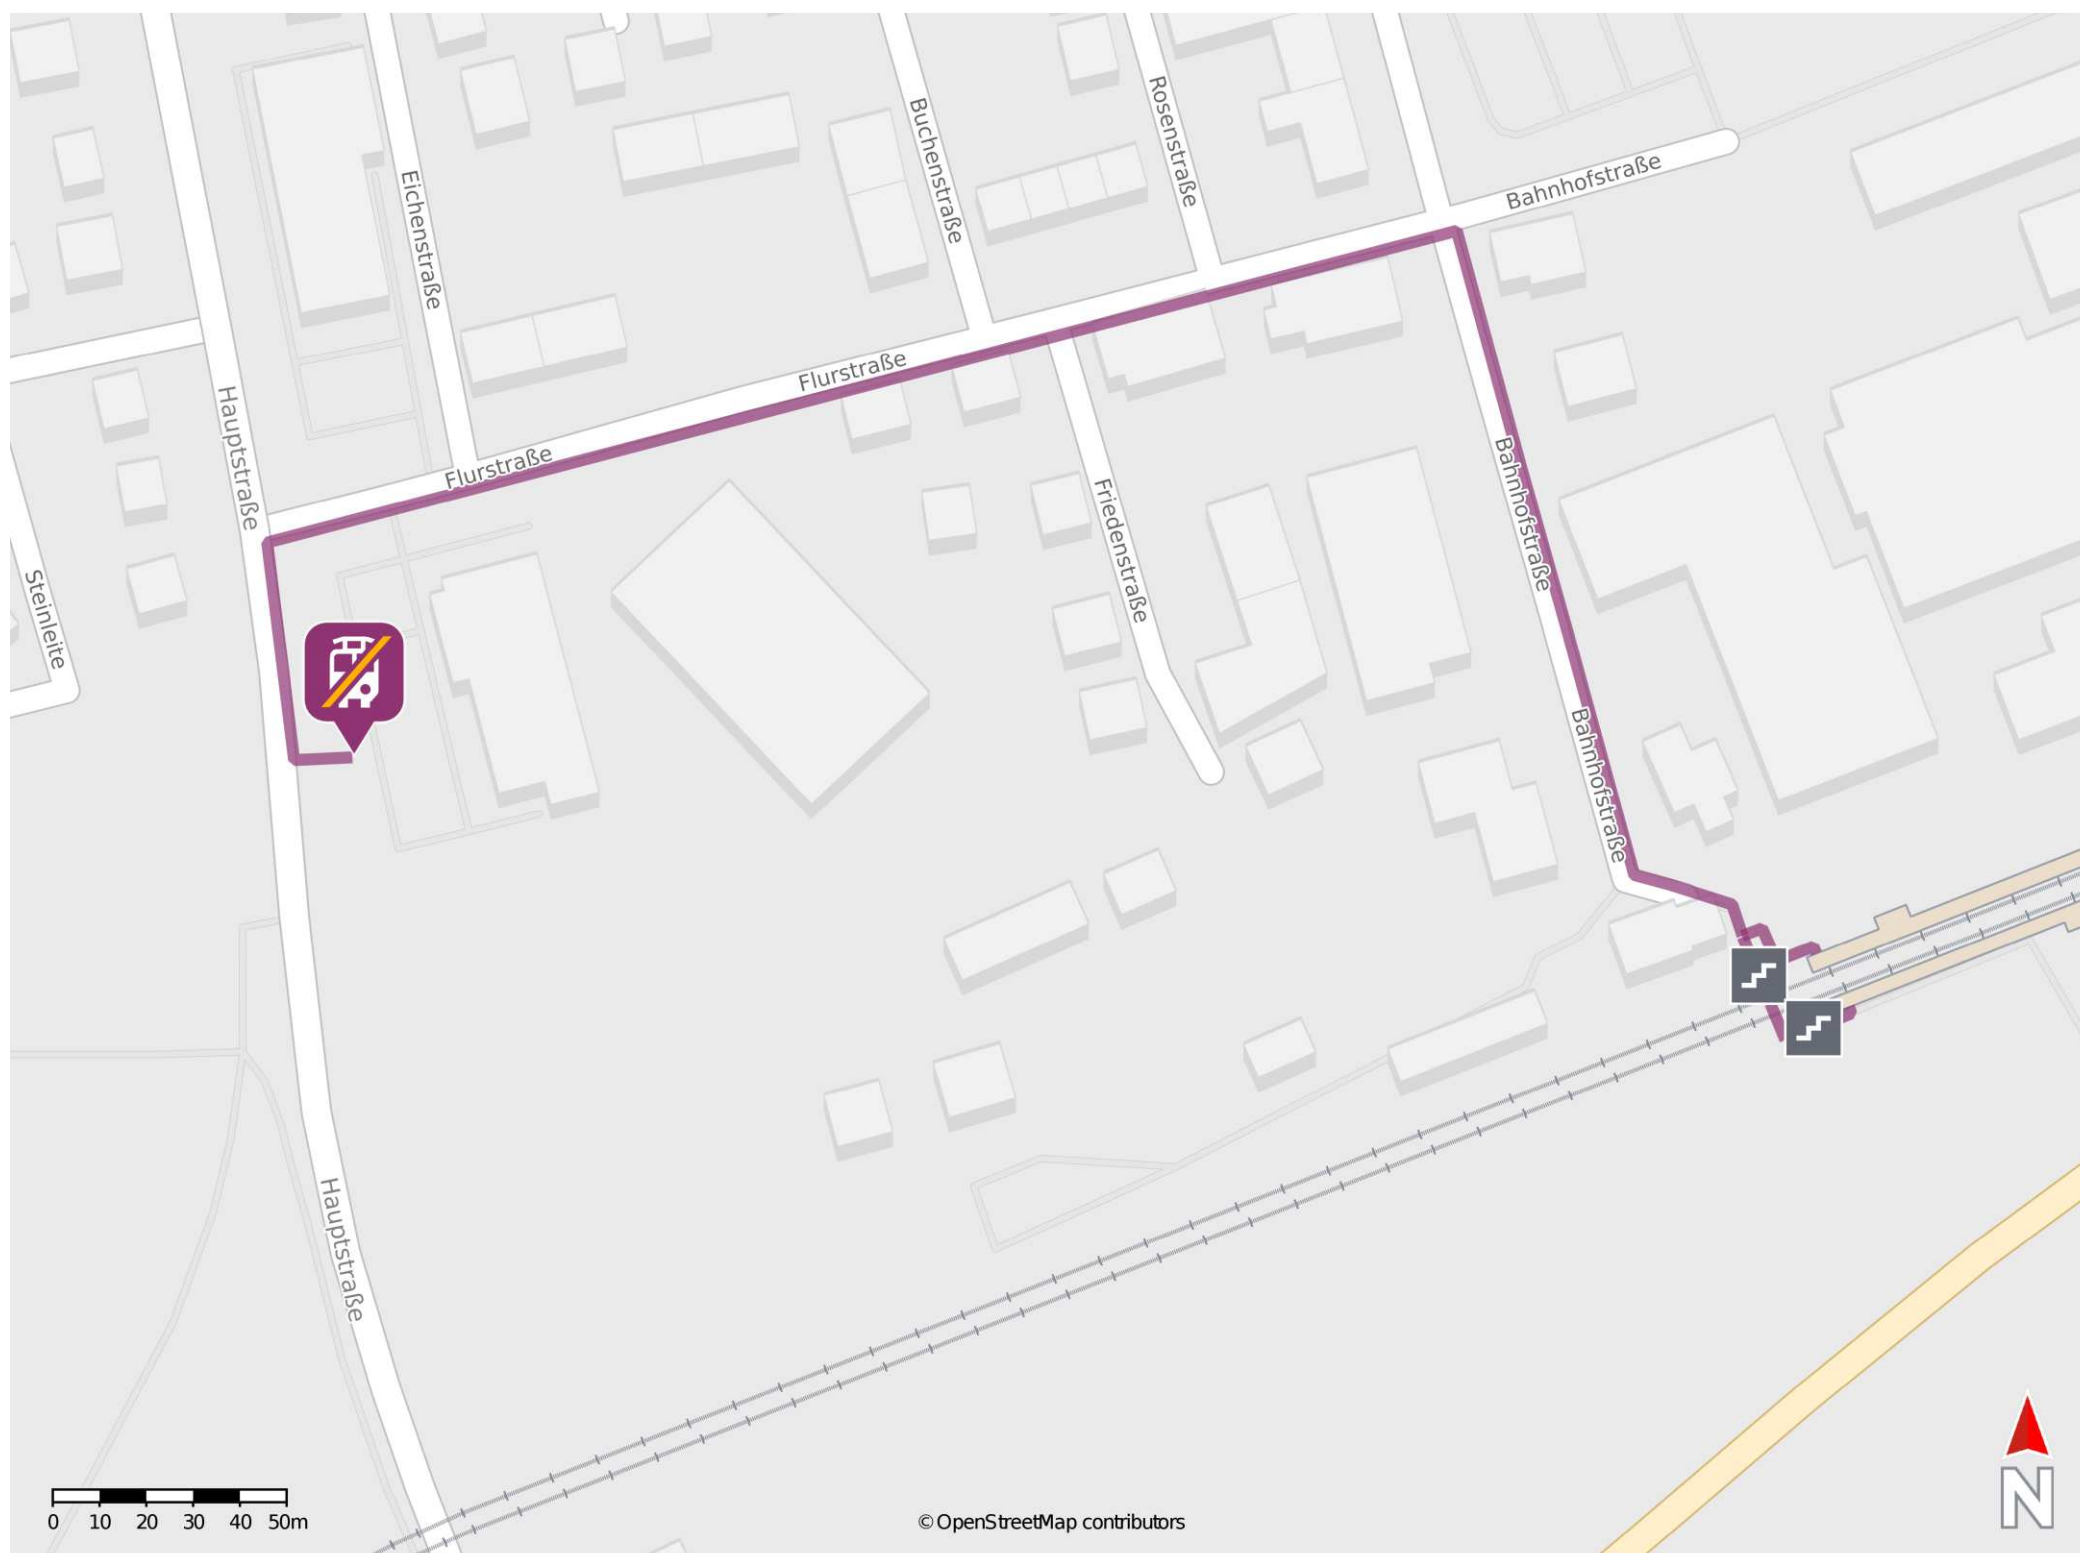 Rosenstraße
Buchenstraße
Bahnhofstraße
Eichenstraße
Flurstraße
Hauptstraße
Flurstraße
Bahnhofstraße
Friedenstraße
Steinleite
Bahnhofstraße
Hauptstraße
0 10 20 30 40 50m
© OpenStreetMap contributors
N